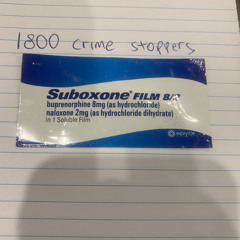 1800 crime stoppers
Suboxone® FILM 8/2
buprenorphine 8mg (as hydrochloride)
naloxone 2mg (as hydrochloride dihydrate)
in 1 Soluble Film
INDIVIOR